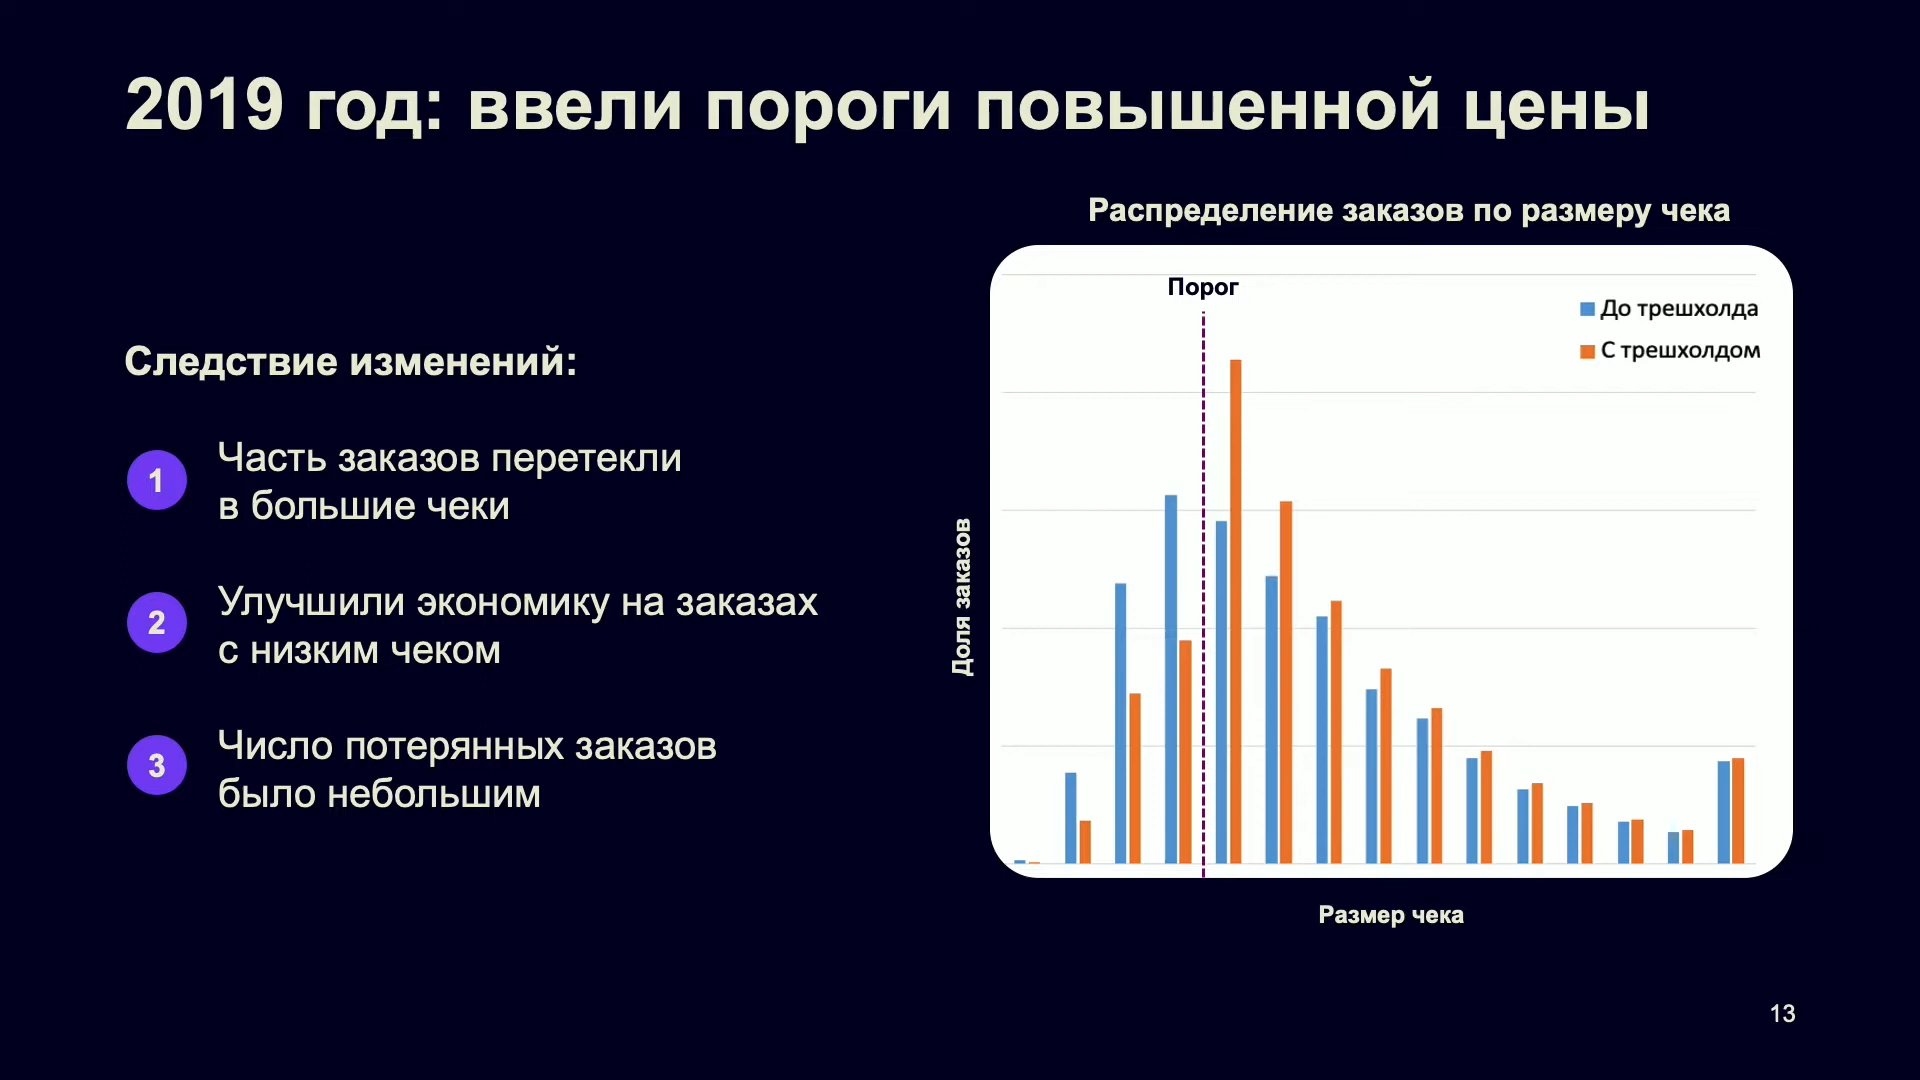 2019 год: ввели пороги повышенной цены
Следствие изменений:
1
Часть заказов перетекли
в большие чеки
2
Улучшили экономику на заказах
с низким чеком
3
Число потерянных заказов
было небольшим
Распределение заказов по размеру чека
Порог
До трешхолда
С трешхолдом
Доля заказов
Размер чека
13